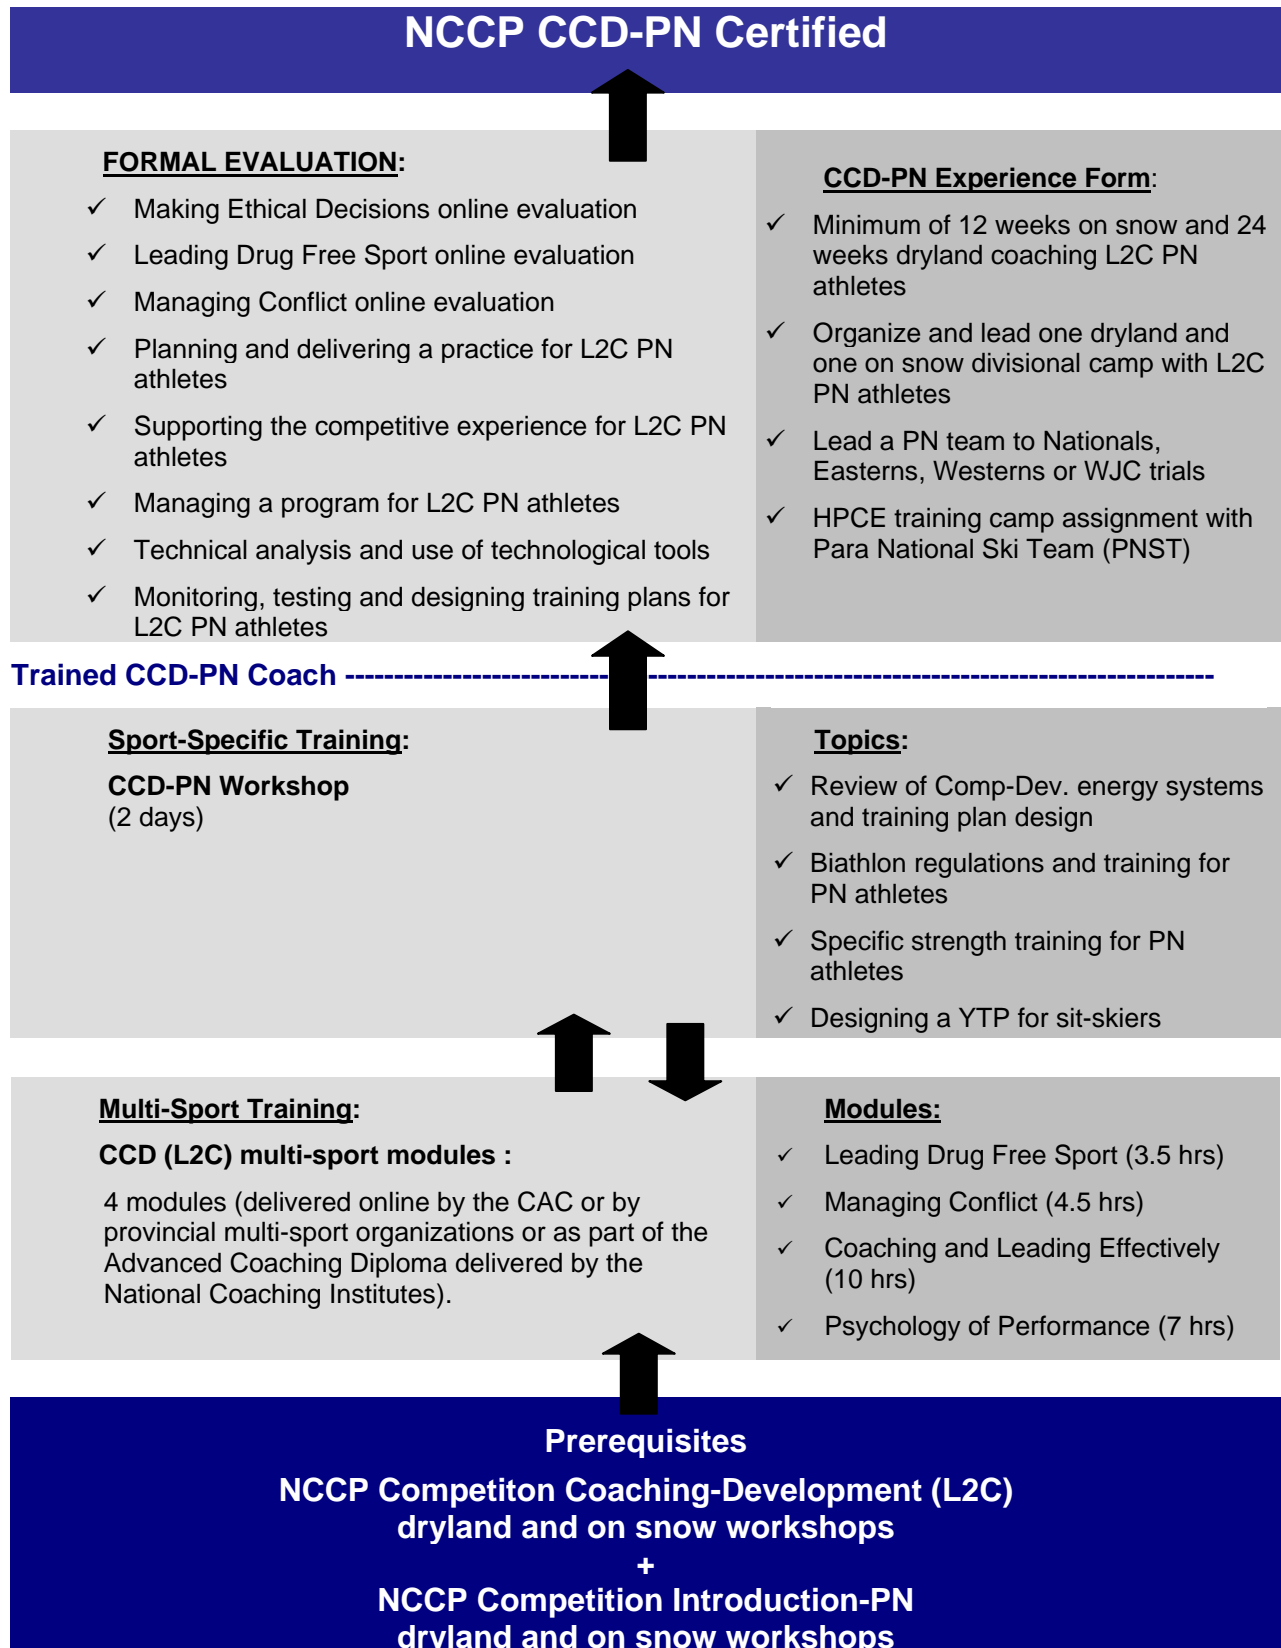 NCCP CCD-PN Certified
FORMAL EVALUATION:
✓ Making Ethical Decisions online evaluation
✓ Leading Drug Free Sport online evaluation
✓ Managing Conflict online evaluation
✓ Planning and delivering a practice for L2C PN
athletes
✓ Supporting the competitive experience for L2C PN
athletes
✓ Managing a program for L2C PN athletes
✓ Technical analysis and use of technological tools
✓ Monitoring, testing and designing training plans for
L2C PN athletes
CCD-PN Experience Form:
✓ Minimum of 12 weeks on snow and 24
weeks dryland coaching L2C PN
athletes
✓ Organize and lead one dryland and
one on snow divisional camp with L2C
PN athletes
✓ Lead a PN team to Nationals,
Easterns, Westerns or WJC trials
✓ HPCE training camp assignment with
Para National Ski Team (PNST)
Trained CCD-PN Coach ----------------------------------------------------------------------------------------
Sport-Specific Training:
CCD-PN Workshop
(2 days)
Topics:
✓ Review of Comp-Dev. energy systems
and training plan design
✓ Biathlon regulations and training for
PN athletes
✓ Specific strength training for PN
athletes
✓ Designing a YTP for sit-skiers
Multi-Sport Training:
CCD (L2C) multi-sport modules :
4 modules (delivered online by the CAC or by
provincial multi-sport organizations or as part of the
Advanced Coaching Diploma delivered by the
National Coaching Institutes).
Modules:
✓ Leading Drug Free Sport (3.5 hrs)
✓ Managing Conflict (4.5 hrs)
✓ Coaching and Leading Effectively
(10 hrs)
✓ Psychology of Performance (7 hrs)
Prerequisites
NCCP Competiton Coaching-Development (L2C)
dryland and on snow workshops
+
NCCP Competition Introduction-PN
dryland and on snow workshops